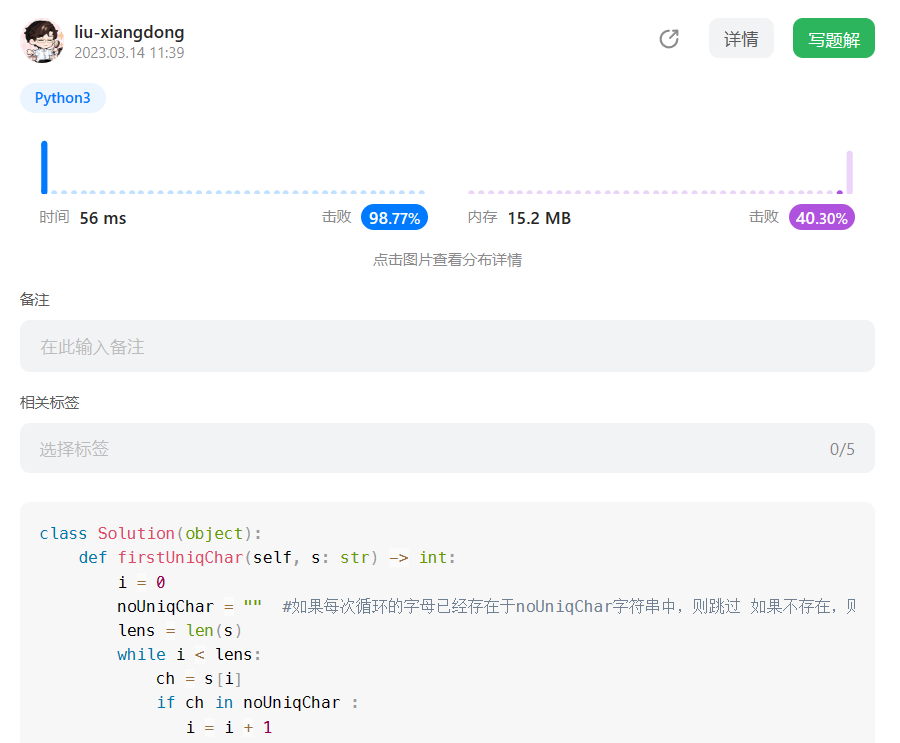 liu-xiangdong
2023.03.14 11:39
详情
写题解
Python3
时间 56 ms 击败 98.77% 内存 15.2 MB 击败 40.30%
点击图片查看分布详情
备注
在此输入备注
相关标签
选择标签 0/5
class Solution(object):
    def firstUniqChar(self, s: str) -> int:
        i = 0
        noUniqChar = ""  #如果每次循环的字母已经存在于noUniqChar字符串中，则跳过 如果不存在，则
        lens = len(s)
        while i < lens:
            ch = s[i]
            if ch in noUniqChar :
               i = i + 1